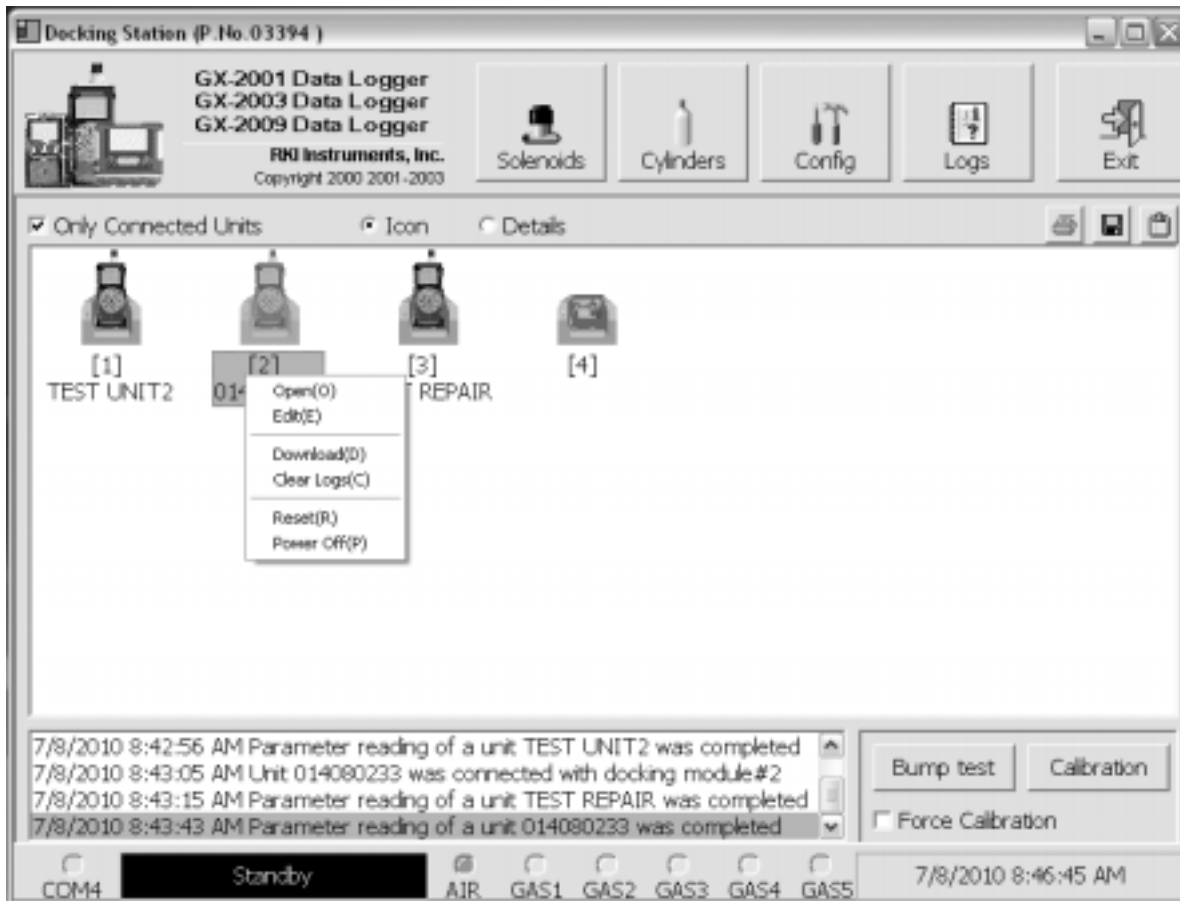 Docking Station (P.No.03394 )
GX-2001 Data Logger
GX-2003 Data Logger
GX-2009 Data Logger
RKI Instruments, Inc.
Copyright 2000 2001-2003
Solenoids
Cylinders
Config
Logs
Exit
Only Connected Units
Icon
Details
[1]
TEST UNIT2
[2]
014
[3]
T REPAIR
[4]
Open(O)
Edit(E)
Download(D)
Clear Logs(C)
Reset(R)
Power Off(P)
7/8/2010 8:42:56 AM Parameter reading of a unit TEST UNIT2 was completed
7/8/2010 8:43:05 AM Unit 014080233 was connected with docking module#2
7/8/2010 8:43:15 AM Parameter reading of a unit TEST REPAIR was completed
7/8/2010 8:43:43 AM Parameter reading of a unit 014080233 was completed
Bump test
Calibration
Force Calibration
COM4
Standby
AIR
GAS1
GAS2
GAS3
GAS4
GAS5
7/8/2010 8:46:45 AM